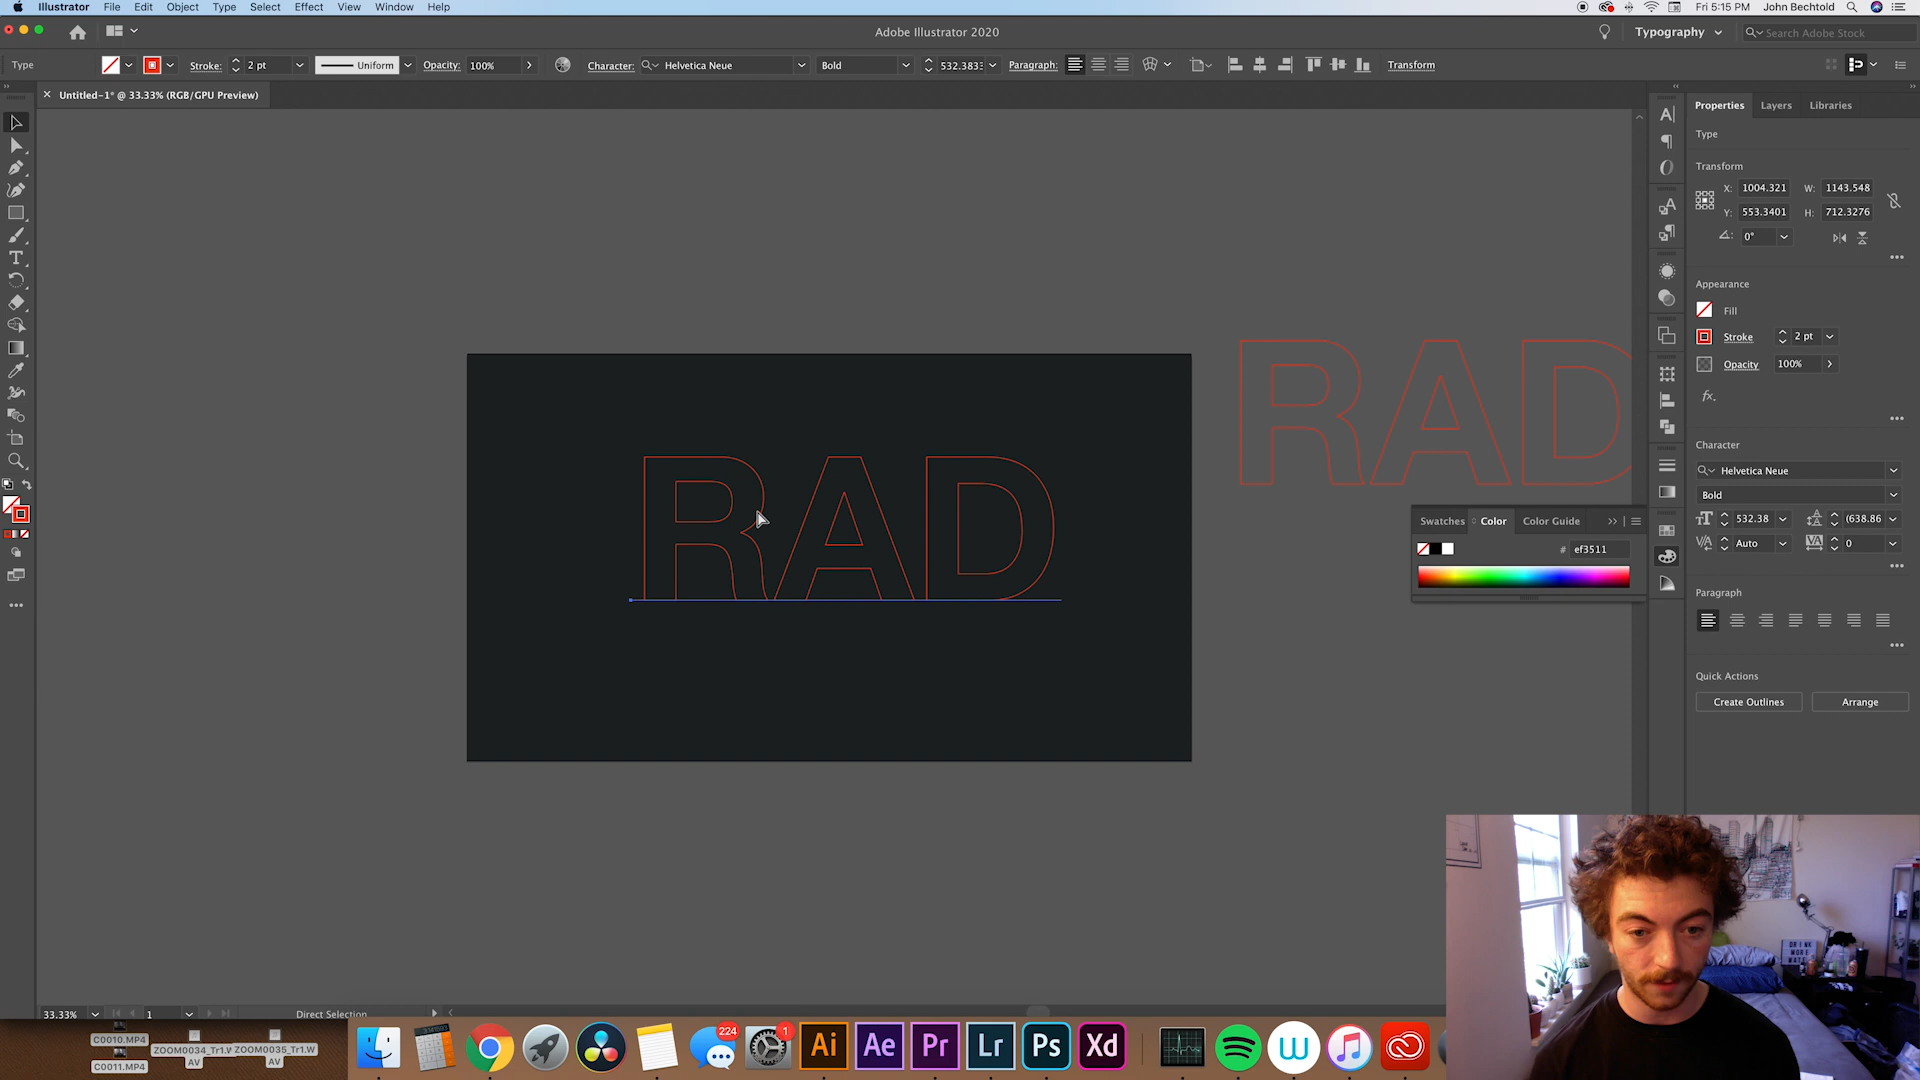 Illustrator File Edit Object Type Select Effect View Window Help
Fri 5:15 PM John Bechtold
Adobe Illustrator 2020
Typography
Search Adobe Stock
Type
Stroke: 2 pt
Uniform
Opacity: 100%
Character: Helvetica Neue
Bold
532.383
Paragraph:
Transform
Untitled-1* @ 33.33% (RGB/GPU Preview)
Properties Layers Libraries
Type
Transform
X: 1004.321 W: 1143.548
Y: 553.3401 H: 712.3276
0°
Appearance
Fill
Stroke 2 pt
Opacity 100%
fx.
Character
Helvetica Neue
Bold
532.38 (638.86
Auto 0
Paragraph
Quick Actions
Create Outlines Arrange
RAD
RAD
Swatches Color Color Guide
# ef3511
33.33% 1 Direct Selection
DRINK
MORE
WATER
C0010.MP4
C0011.MP4
ZOOM0034_Tr1.W
AV
ZOOM0035_Tr1.W
AV
224
1
Ai Ae Pr Lr Ps Xd